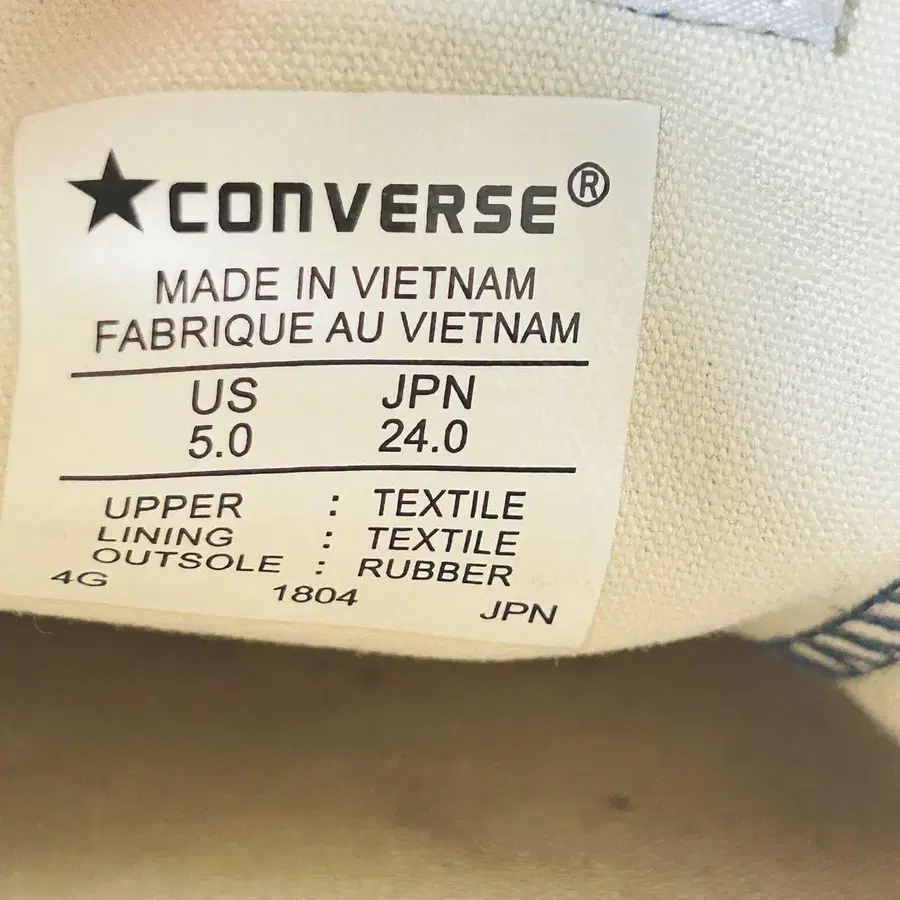 ★CONVERSE®
MADE IN VIETNAM
FABRIQUE AU VIETNAM
US JPN
5.0 24.0
UPPER : TEXTILE
LINING : TEXTILE
OUTSOLE : RUBBER
4G 1804 JPN